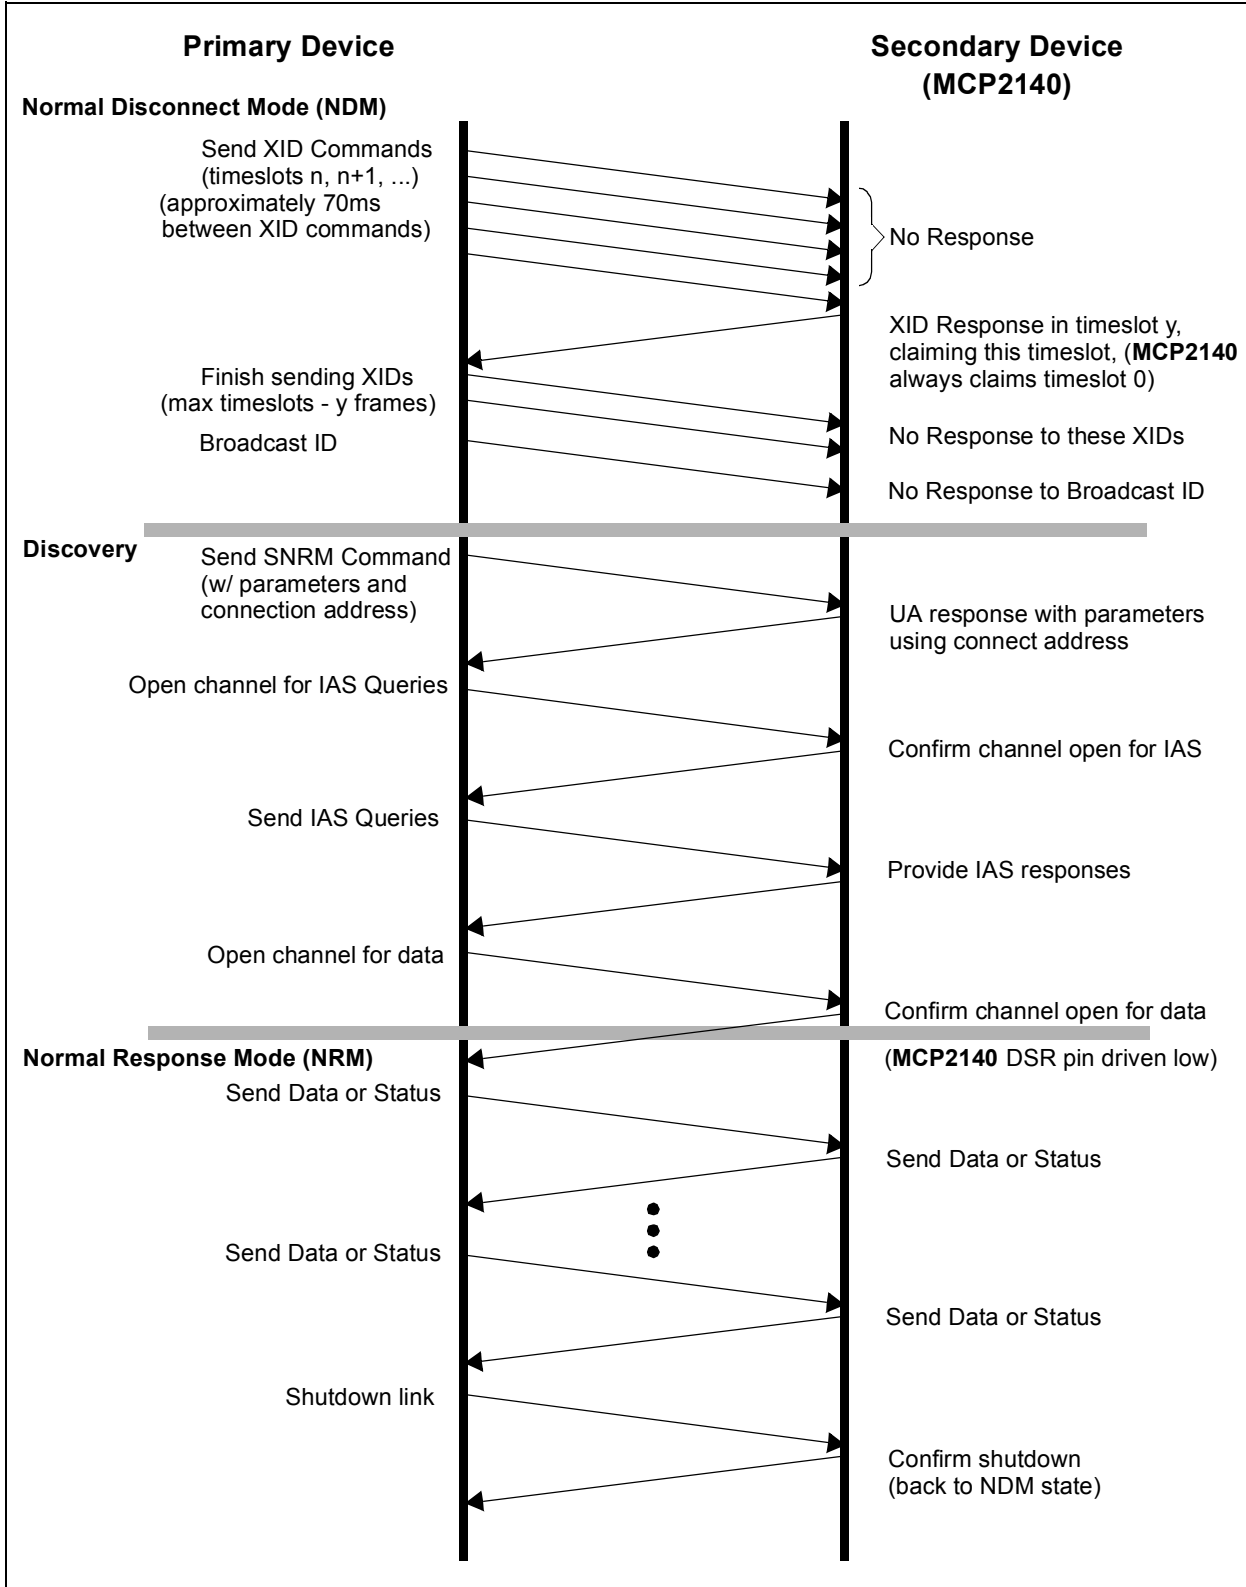 Primary Device
Secondary Device
(MCP2140)
Normal Disconnect Mode (NDM)
Send XID Commands
(timeslots n, n+1, ...)
(approximately 70ms
between XID commands)
No Response
XID Response in timeslot y,
claiming this timeslot, (MCP2140
always claims timeslot 0)
Finish sending XIDs
(max timeslots - y frames)
No Response to these XIDs
Broadcast ID
No Response to Broadcast ID
Discovery
Send SNRM Command
(w/ parameters and
connection address)
UA response with parameters
using connect address
Open channel for IAS Queries
Confirm channel open for IAS
Send IAS Queries
Provide IAS responses
Open channel for data
Confirm channel open for data
Normal Response Mode (NRM)
(MCP2140 DSR pin driven low)
Send Data or Status
Send Data or Status
Send Data or Status
Send Data or Status
Shutdown link
Confirm shutdown
(back to NDM state)